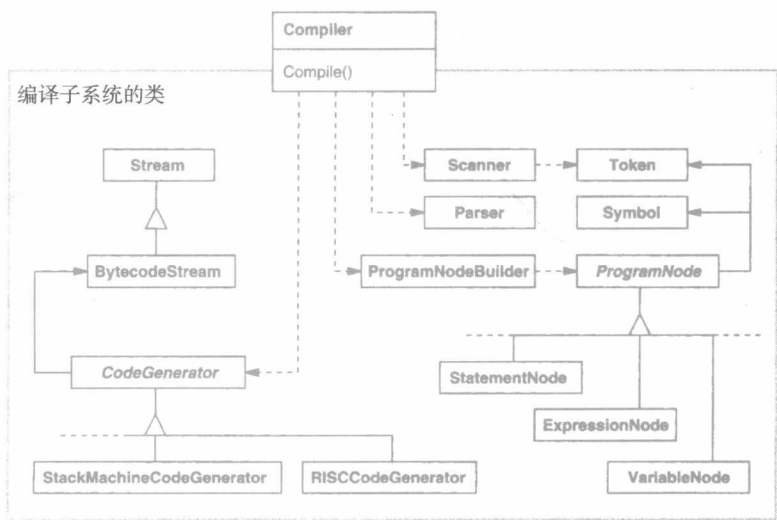 Compiler
Compile()
编译子系统的类
Stream
Scanner
Token
Parser
Symbol
BytecodeStream
ProgramNodeBuilder
ProgramNode
CodeGenerator
StatementNode
ExpressionNode
StackMachineCodeGenerator
RISCCodeGenerator
VariableNode